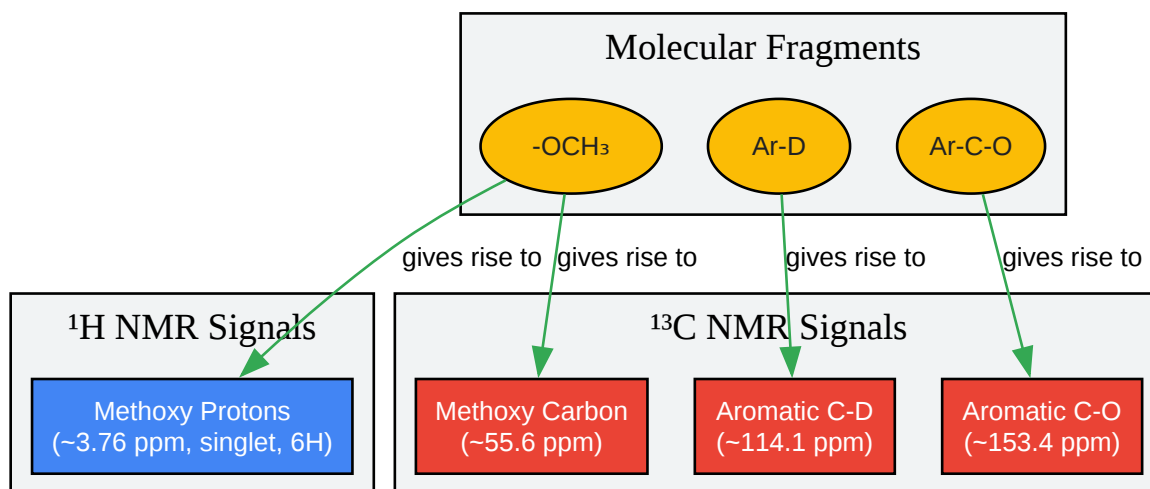 Molecular Fragments
-OCH₃
Ar-D
Ar-C-O
gives rise to
gives rise to
gives rise to
gives rise to
¹H NMR Signals
¹³C NMR Signals
Methoxy Protons
(~3.76 ppm, singlet, 6H)
Methoxy Carbon
(~55.6 ppm)
Aromatic C-D
(~114.1 ppm)
Aromatic C-O
(~153.4 ppm)